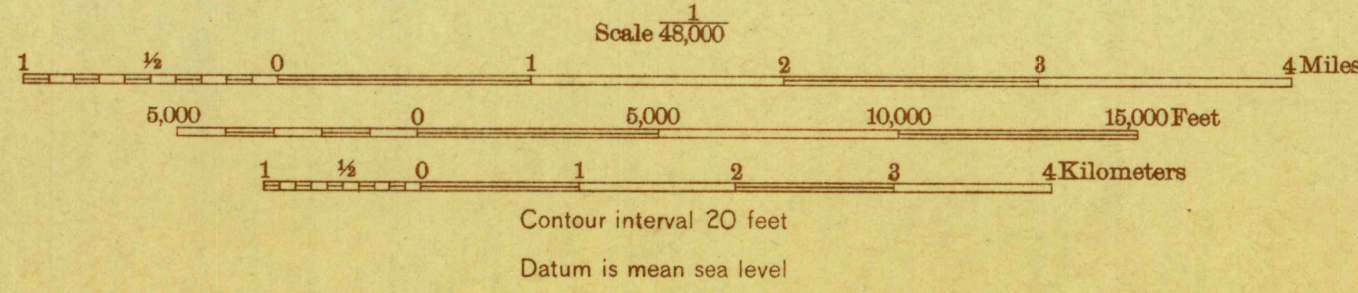 Scale 1/48,000
1 ½ 0 1 2 3 4 Miles
5,000 0 5,000 10,000 15,000 Feet
1 ½ 0 1 2 3 4 Kilometers
Contour interval 20 feet
Datum is mean sea level